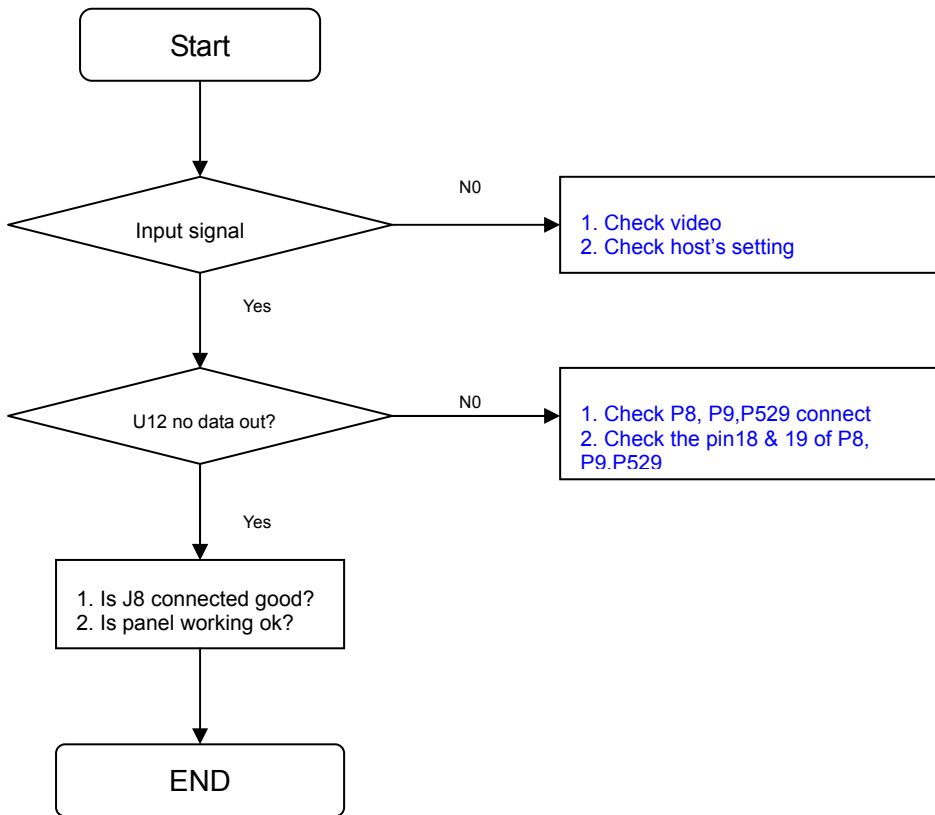 Start
Input signal
N0
1. Check video
2. Check host's setting
Yes
U12 no data out?
N0
1. Check P8, P9,P529 connect
2. Check the pin18 & 19 of P8,
P9.P529
Yes
1. Is J8 connected good?
2. Is panel working ok?
END